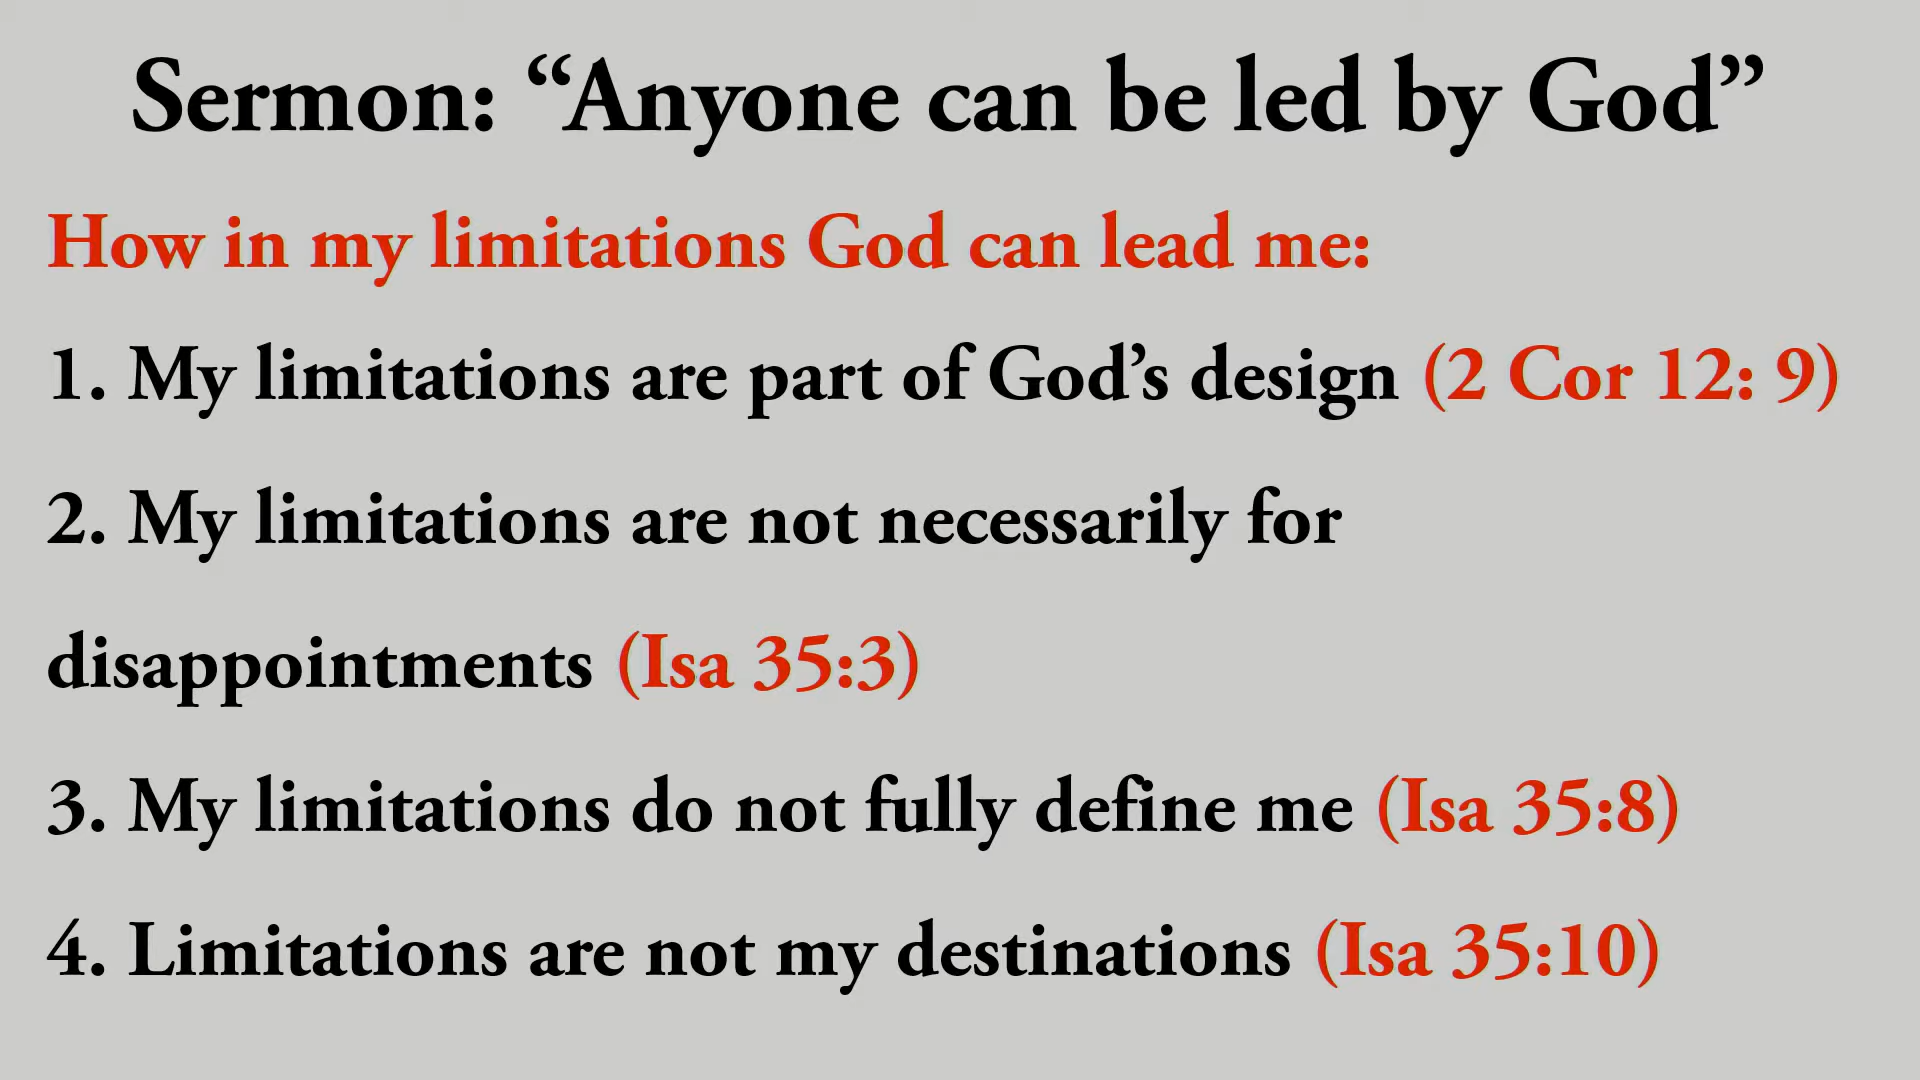 Sermon: “Anyone can be led by God”
How in my limitations God can lead me:
1. My limitations are part of God’s design (2 Cor 12: 9)
2. My limitations are not necessarily for
disappointments (Isa 35:3)
3. My limitations do not fully define me (Isa 35:8)
4. Limitations are not my destinations (Isa 35:10)